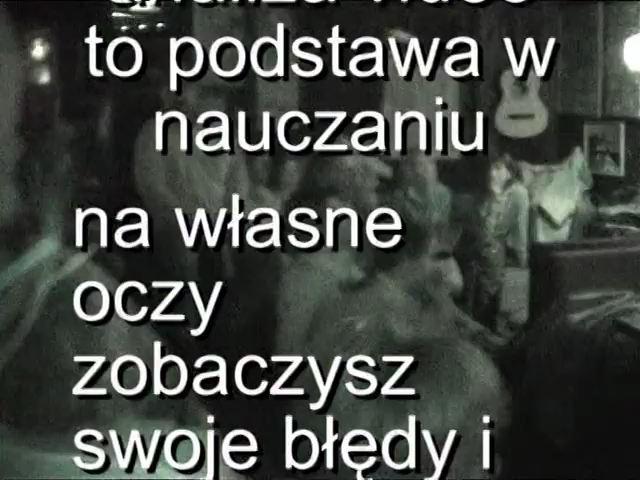 to podstawa w
nauczaniu
na własne
oczy
zobaczysz
swoje błędy i